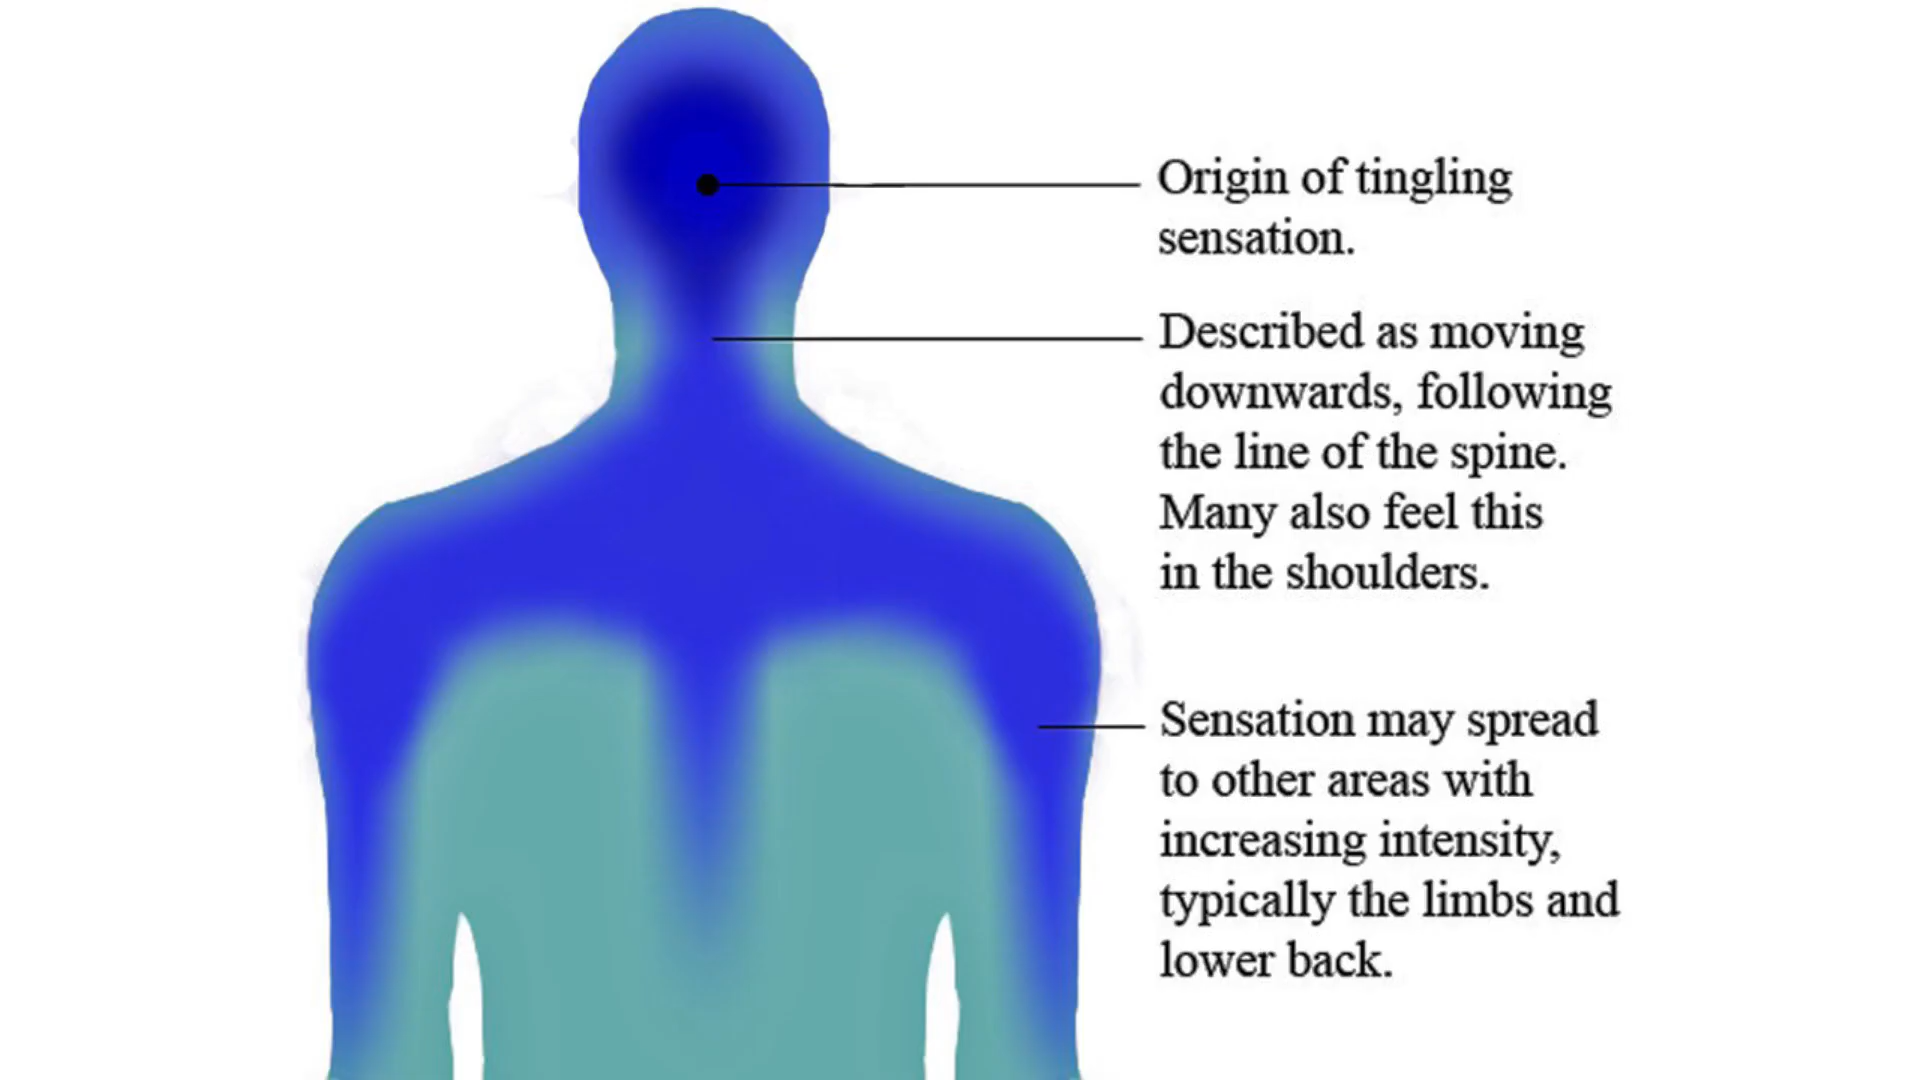 Origin of tingling
sensation.
Described as moving
downwards, following
the line of the spine.
Many also feel this
in the shoulders.
Sensation may spread
to other areas with
increasing intensity,
typically the limbs and
lower back.